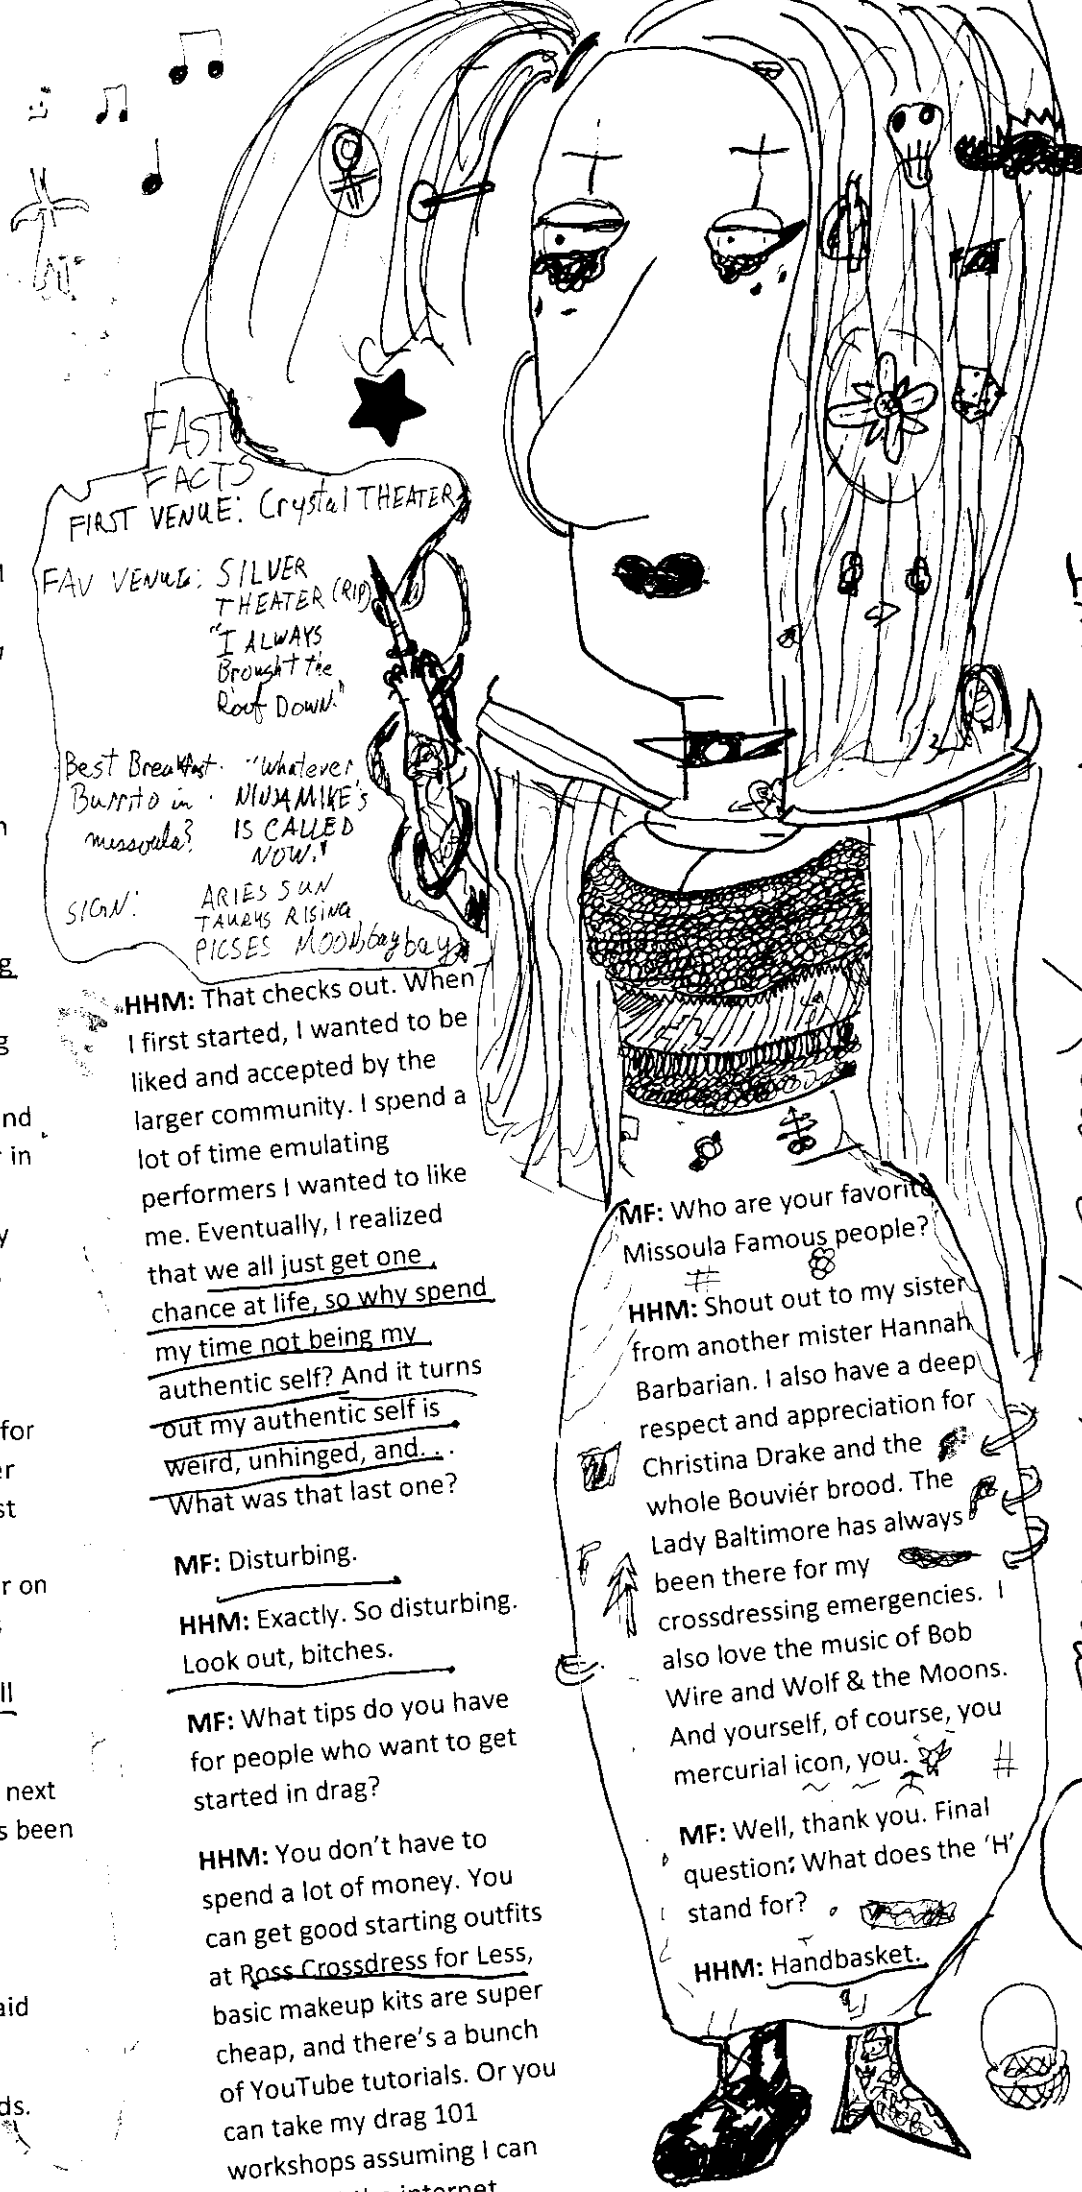 FAST
FACTS
FIRST VENUE: Crystal THEATER
FAV VENUE: SILVER
THEATER (RIP)
"I ALWAYS
Brought the
Roof DOWN."
Best Breakfast "Whatever
Burrito in NINJA MIKE'S
missoula? IS CALLED
NOW."
SIGN: ARIES SUN
TAURUS RISING
PICSES MOON baybay
HHM: That checks out. When
I first started, I wanted to be
liked and accepted by the
larger community. I spend a
lot of time emulating
performers I wanted to like
me. Eventually, I realized
that we all just get one
chance at life, so why spend
my time not being my
authentic self? And it turns
out my authentic self is
weird, unhinged, and. . .
What was that last one?
MF: Disturbing.
HHM: Exactly. So disturbing.
Look out, bitches.
MF: What tips do you have
for people who want to get
started in drag?
HHM: You don't have to
spend a lot of money. You
can get good starting outfits
at Ross Crossdress for Less,
basic makeup kits are super
cheap, and there's a bunch
of YouTube tutorials. Or you
can take my drag 101
workshops assuming I can
internet
MF: Who are your favorite
Missoula Famous people?
HHM: Shout out to my sister
from another mister Hannah
Barbarian. I also have a deep
respect and appreciation for
Christina Drake and the
whole Bouviér brood. The
Lady Baltimore has always
been there for my
crossdressing emergencies. I
also love the music of Bob
Wire and Wolf & the Moons.
And yourself, of course, you
mercurial icon, you.
MF: Well, thank you. Final
question: What does the 'H'
stand for?
HHM: Handbasket.
in
for
r on
next
s been